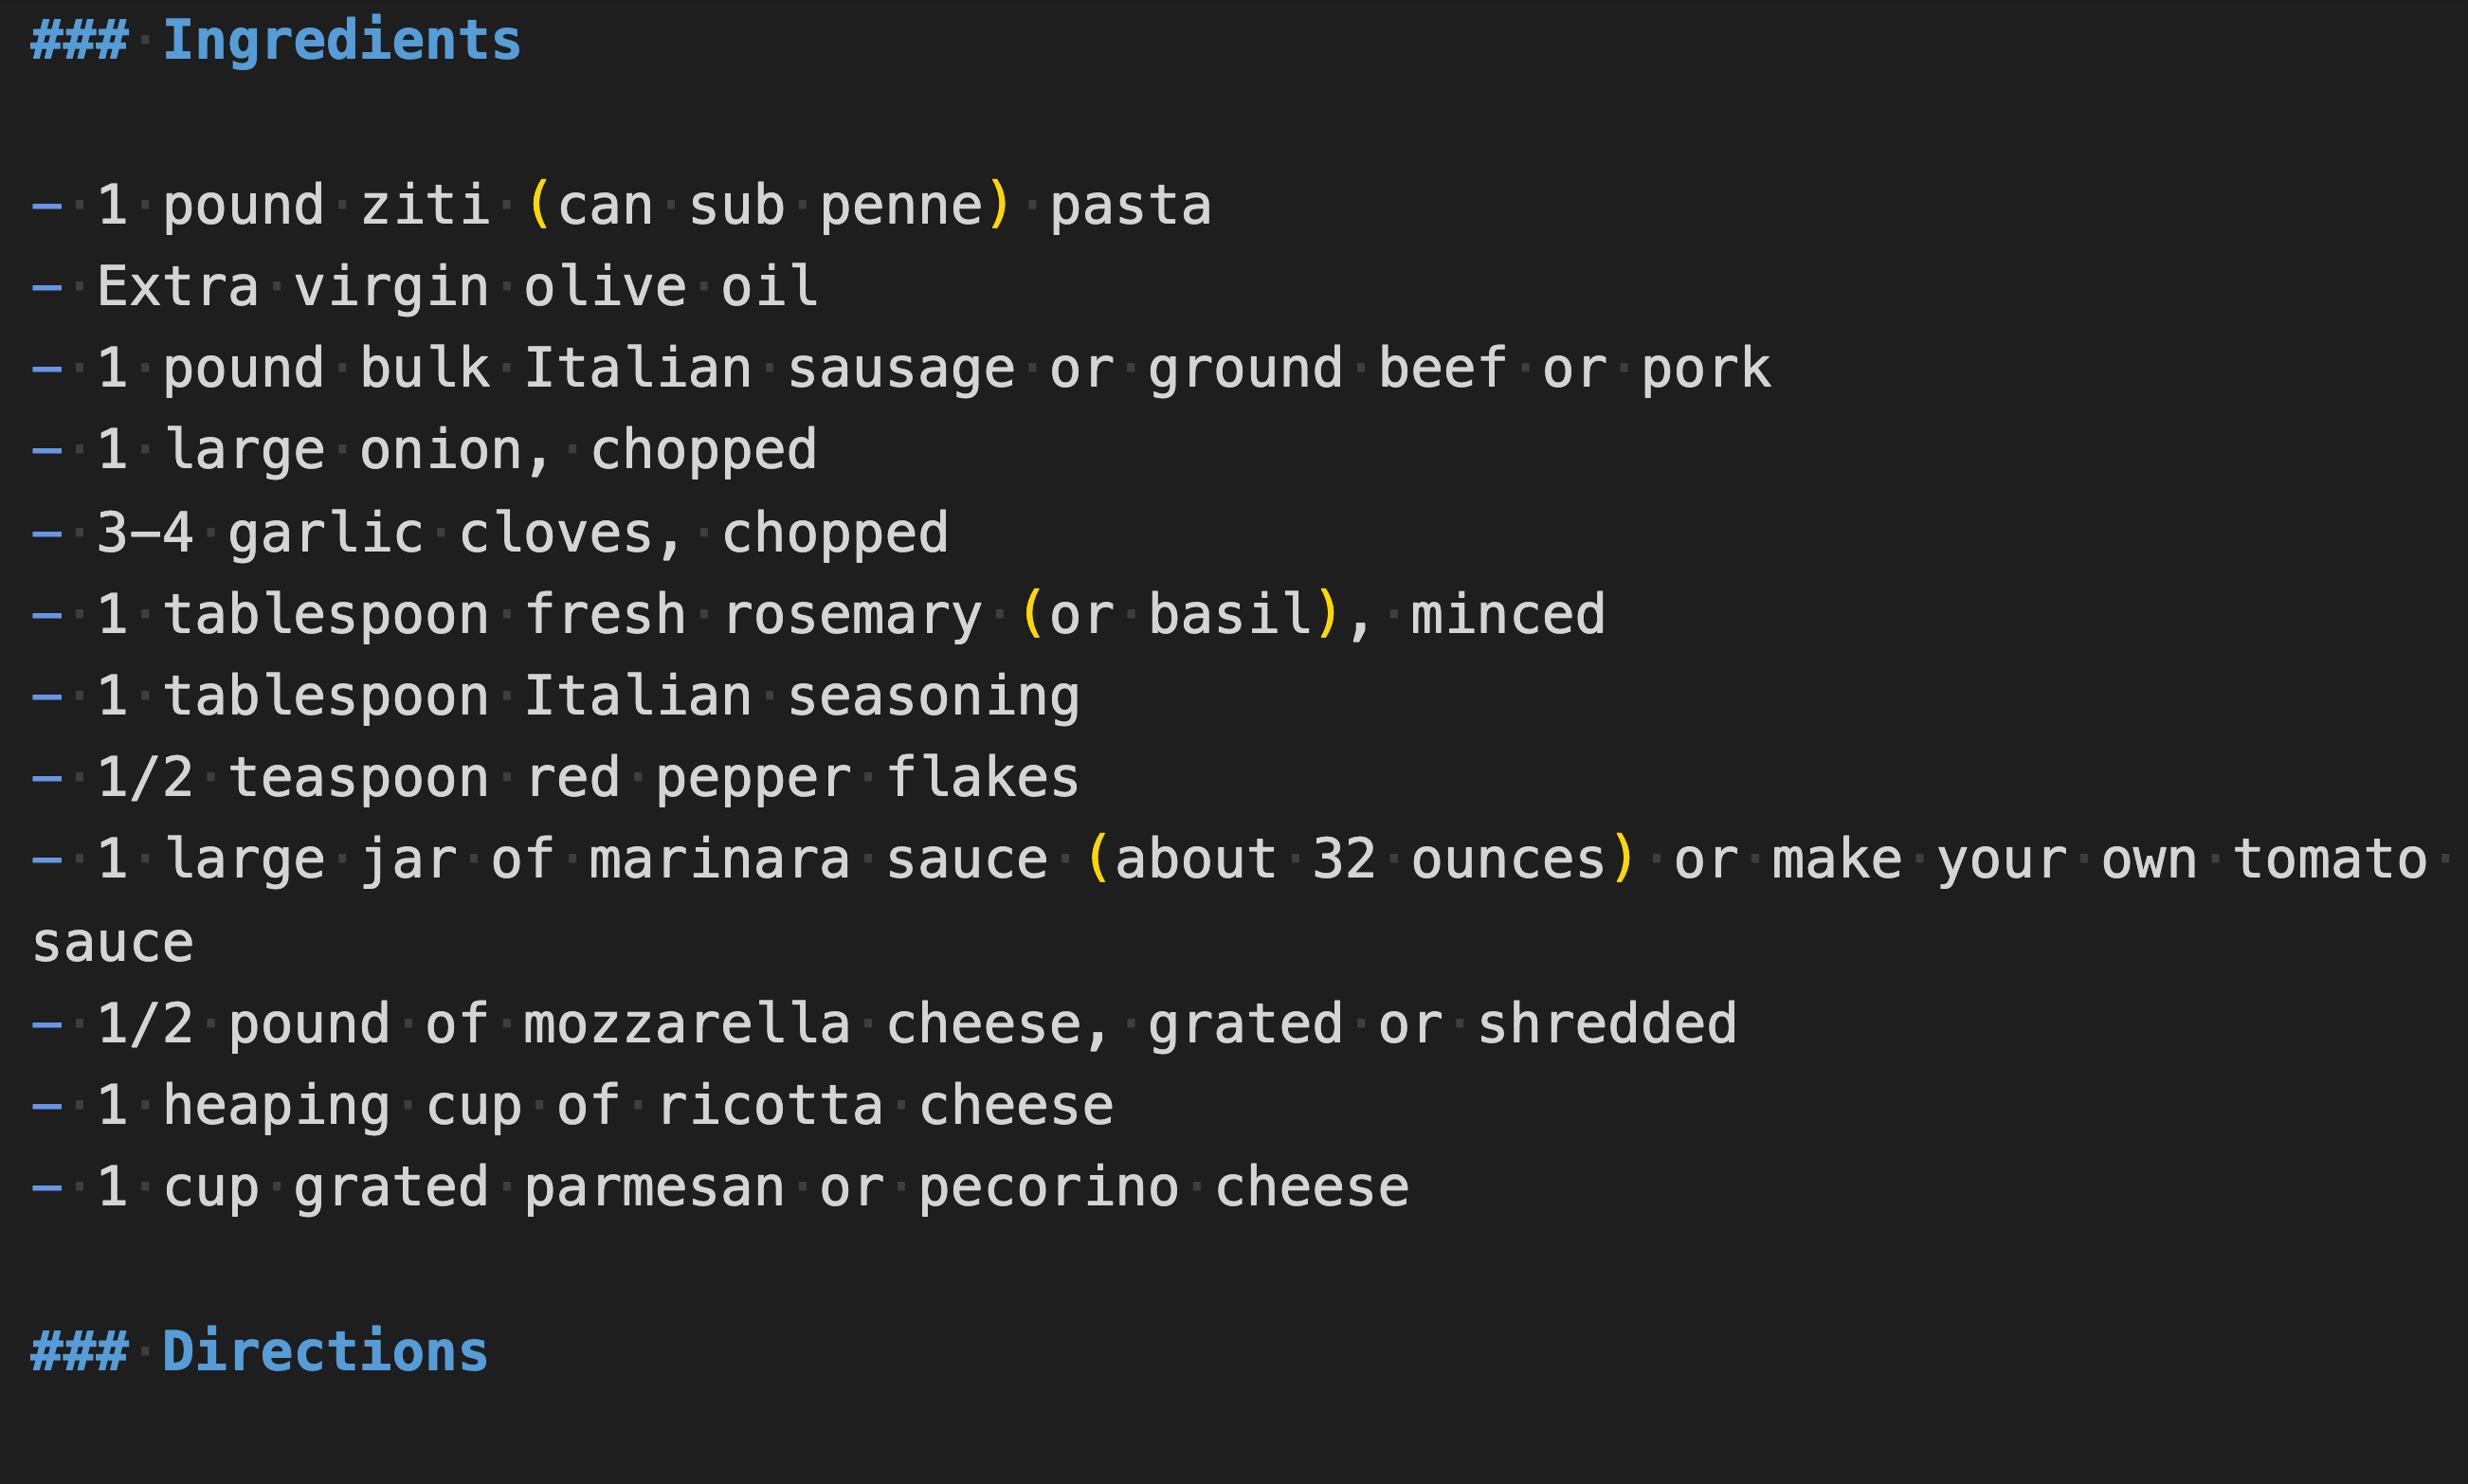 ### Ingredients
- 1 pound ziti (can sub penne) pasta
- Extra virgin olive oil
- 1 pound bulk Italian sausage or ground beef or pork
- 1 large onion, chopped
- 3-4 garlic cloves, chopped
- 1 tablespoon fresh rosemary (or basil), minced
- 1 tablespoon Italian seasoning
- 1/2 teaspoon red pepper flakes
- 1 large jar of marinara sauce (about 32 ounces) or make your own tomato
sauce
- 1/2 pound of mozzarella cheese, grated or shredded
- 1 heaping cup of ricotta cheese
- 1 cup grated parmesan or pecorino cheese
### Directions